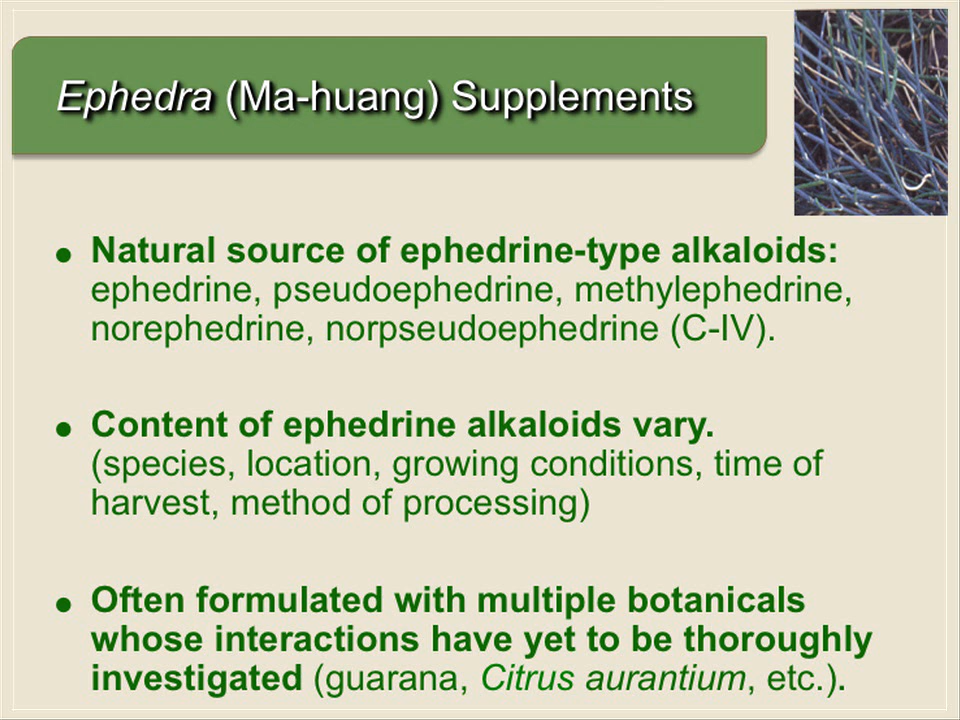 Ephedra (Ma-huang) Supplements
● Natural source of ephedrine-type alkaloids:
ephedrine, pseudoephedrine, methylephedrine,
norephedrine, norpseudoephedrine (C-IV).
● Content of ephedrine alkaloids vary.
(species, location, growing conditions, time of
harvest, method of processing)
● Often formulated with multiple botanicals
whose interactions have yet to be thoroughly
investigated (guarana, Citrus aurantium, etc.).